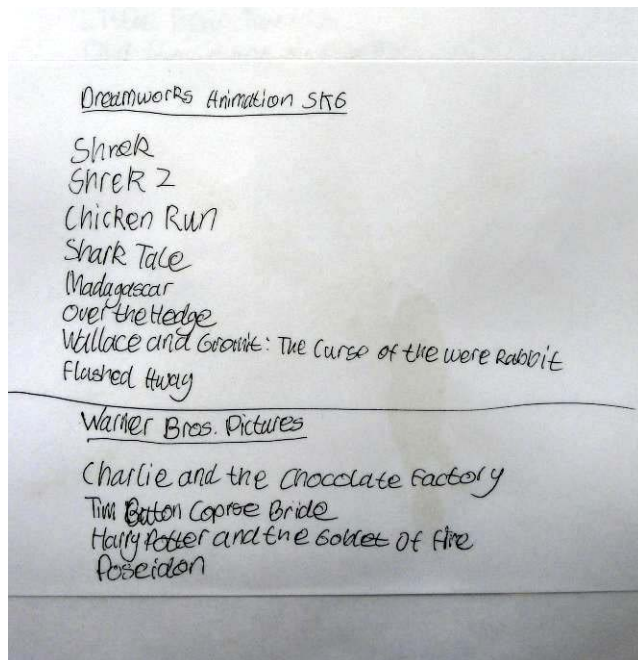 Dreamworks Animation SKG
Shrek
Shrek 2
Chicken Run
Shark Tale
Madagascar
Over the Hedge
Wallace and Gromit: The Curse of the were Rabbit
Flushed Away
Warner Bros. Pictures
Charlie and the Chocolate Factory
Tim Burton Coprse Bride
Harry Potter and the Goblet Of Fire
Poseidon